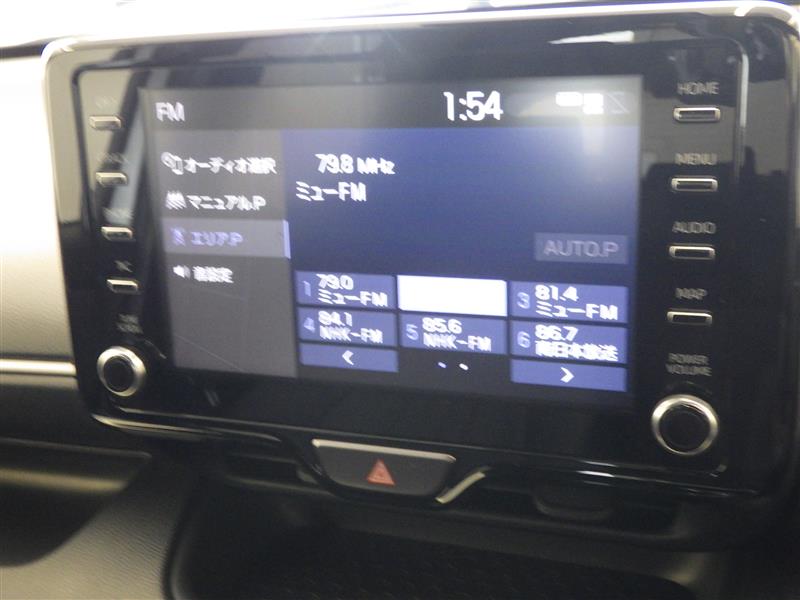 FM
1:54
オーディオ選択
マニュアル.P
エリア.P
音設定
79.8 MHz
ミューFM
AUTO.P
1 79.0
ミューFM
3 81.4
ミューFM
4 84.1
NHK-FM
5 85.6
NHK-FM
6 86.7
南日本放送
<
>
HOME
MENU
AUDIO
MAP
POWER
VOLUME